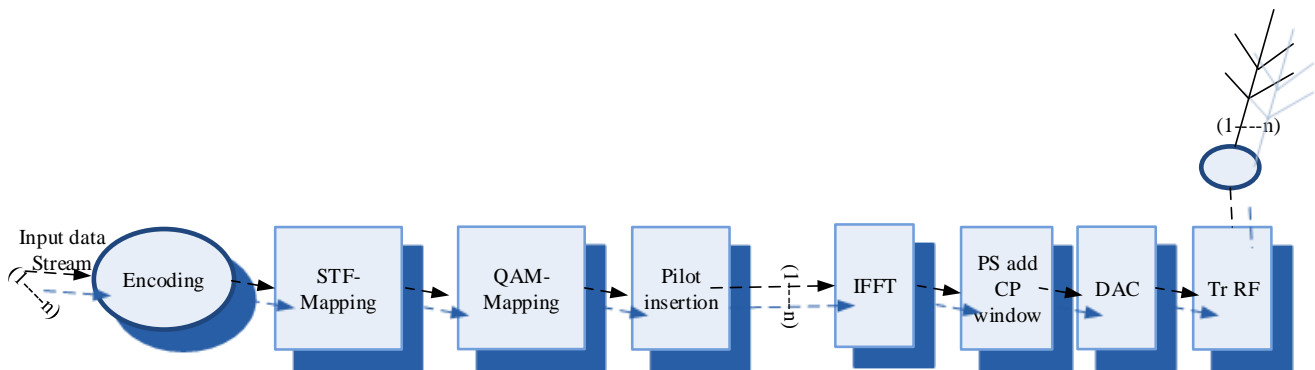 (1----n)
Input data
Stream
(1----n)
Encoding
STF-
Mapping
QAM-
Mapping
Pilot
insertion
(1---n)
IFFT
PS add
CP
window
DAC
Tr RF